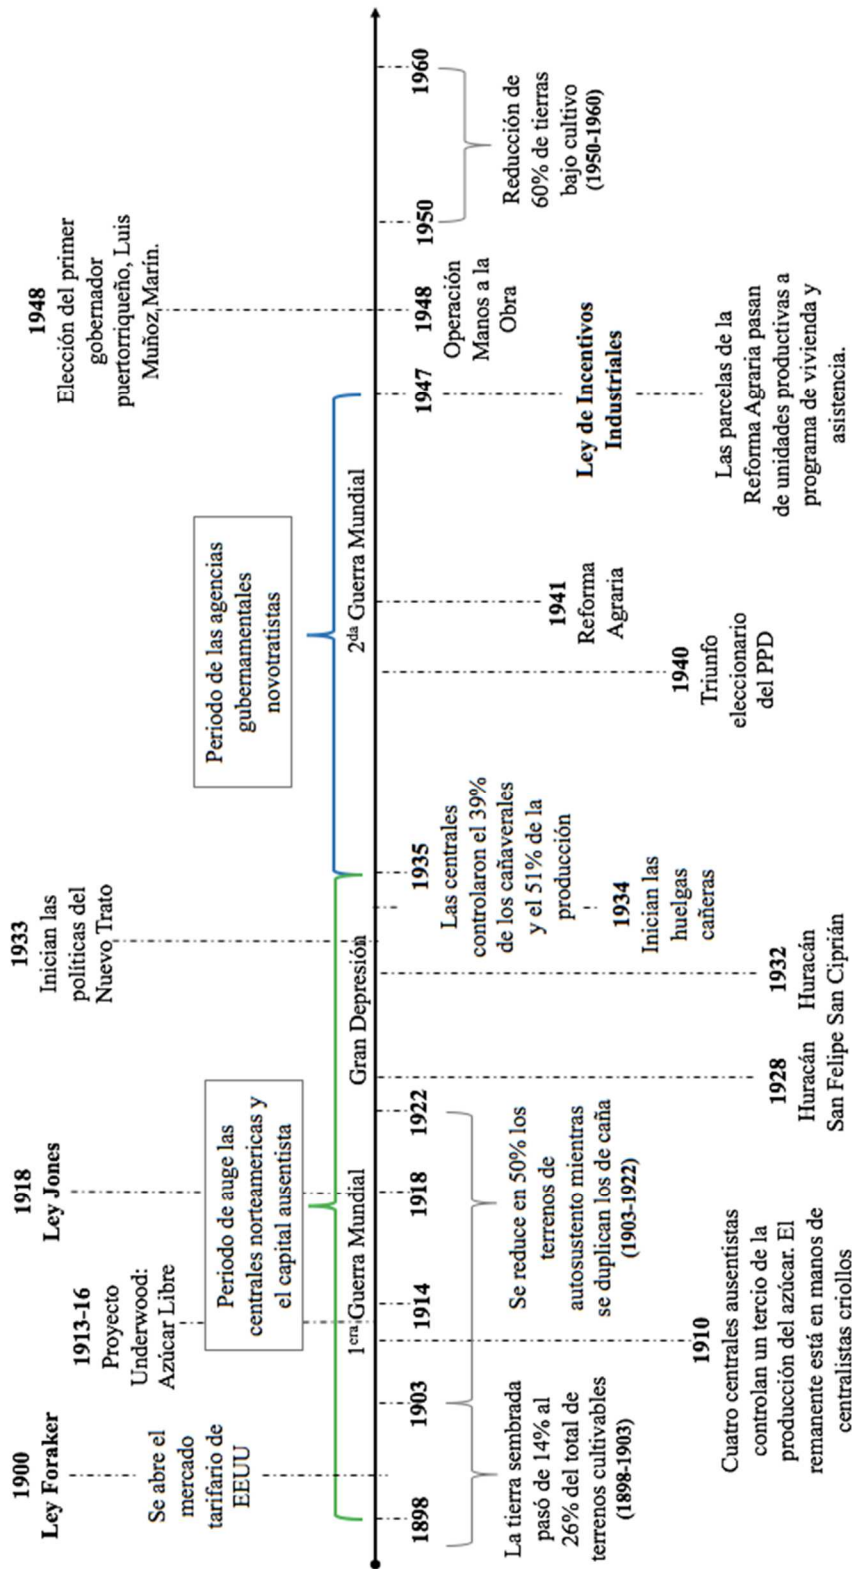 1900
Ley Foraker
Se abre el
mercado
tarifario de
EEUU
1913-16
Proyecto
Underwood:
Azúcar Libre
1918
Ley Jones
Periodo de auge las
centrales norteamericas y
el capital ausentista
1933
Inician las
políticas del
Nuevo Trato
Periodo de las agencias
gubernamentales
novotratistas
1948
Elección del primer
gobernador
puertorriqueño, Luis
Muñoz Marín.
1cra Guerra Mundial
Gran Depresión
2da Guerra Mundial
1898
1903
1914
1918
1922
1935
1947
1948
1950
1960
La tierra sembrada
pasó de 14% al
26% del total de
terrenos cultivables
(1898-1903)
Se reduce en 50% los
terrenos de
autosustento mientras
se duplican los de caña
(1903-1922)
1910
Cuatro centrales ausentistas
controlan un tercio de la
producción del azúcar. El
remanente está en manos de
centralistas criollos
1928
Huracán
San Felipe
1932
Huracán
San Ciprián
Las centrales
controlaron el 39%
de los cañaverales
y el 51% de la
producción
1934
Inician las
huelgas
cañeras
1940
Triunfo
eleccionario
del PPD
1941
Reforma
Agraria
Ley de Incentivos
Industriales
Las parcelas de la
Reforma Agraria pasan
de unidades productivas a
programa de vivienda y
asistencia.
Operación
Manos a la
Obra
Reducción de
60% de tierras
bajo cultivo
(1950-1960)